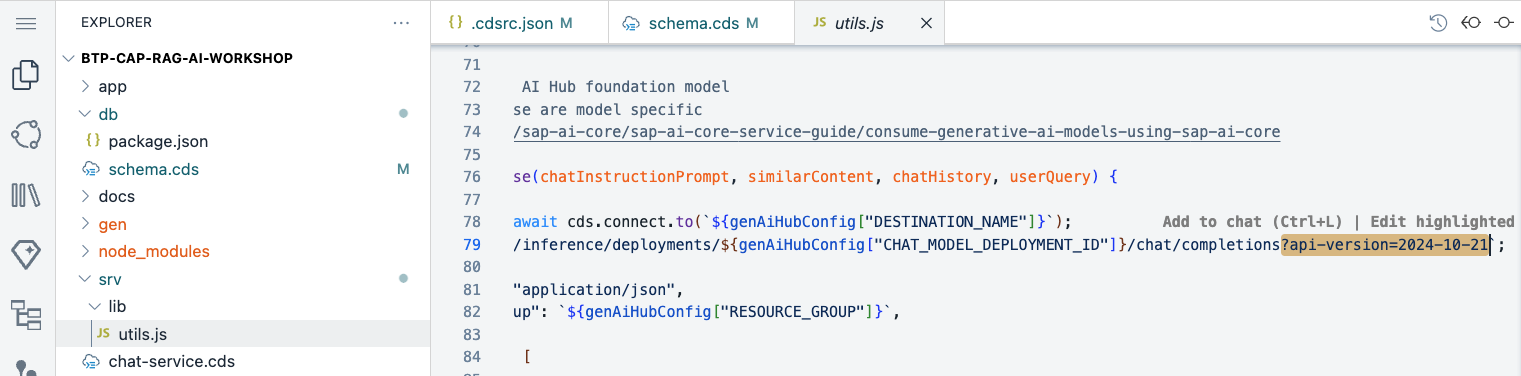 EXPLORER
...
BTP-CAP-RAG-AI-WORKSHOP
app
db
{} package.json
schema.cds M
docs
gen
node_modules
srv
lib
JS utils.js
chat-service.cds
{} .cdsrc.json M
schema.cds M
JS utils.js
71
72 AI Hub foundation model
73 se are model specific
74 /sap-ai-core/sap-ai-core-service-guide/consume-generative-ai-models-using-sap-ai-core
75
76 se(chatInstructionPrompt, similarContent, chatHistory, userQuery) {
77
78 await cds.connect.to(`${genAiHubConfig["DESTINATION_NAME"]}`); Add to chat (Ctrl+L) | Edit highlighted
79 /inference/deployments/${genAiHubConfig["CHAT_MODEL_DEPLOYMENT_ID"]}/chat/completions?api-version=2024-10-21`;
80
81 "application/json",
82 up": `${genAiHubConfig["RESOURCE_GROUP"]}`,
83
84 [